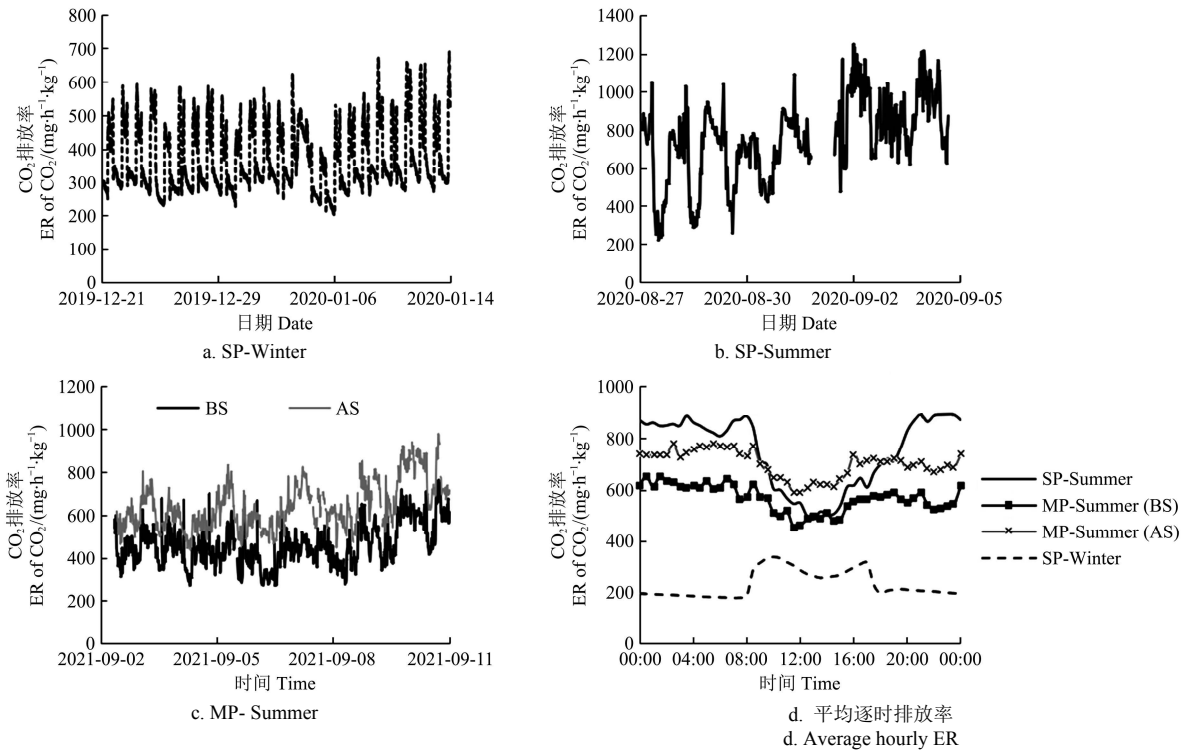 800
700
600
500
400
300
200
100
0
CO₂排放率
ER of CO₂/(mg·h⁻¹·kg⁻¹)
2019-12-21 2019-12-29 2020-01-06 2020-01-14
日期 Date
a. SP-Winter
1400
1200
1000
800
600
400
200
0
CO₂排放率
ER of CO₂/(mg·h⁻¹·kg⁻¹)
2020-08-27 2020-08-30 2020-09-02 2020-09-05
日期 Date
b. SP-Summer
1200
1000
800
600
400
200
0
CO₂排放率
ER of CO₂/(mg·h⁻¹·kg⁻¹)
BS AS
2021-09-02 2021-09-05 2021-09-08 2021-09-11
时间 Time
c. MP- Summer
1000
800
600
400
200
0
CO₂排放率
ER of CO₂/(mg·h⁻¹·kg⁻¹)
00:00 04:00 08:00 12:00 16:00 20:00 00:00
时间 Time
SP-Summer
MP-Summer (BS)
MP-Summer (AS)
SP-Winter
d. 平均逐时排放率
d. Average hourly ER